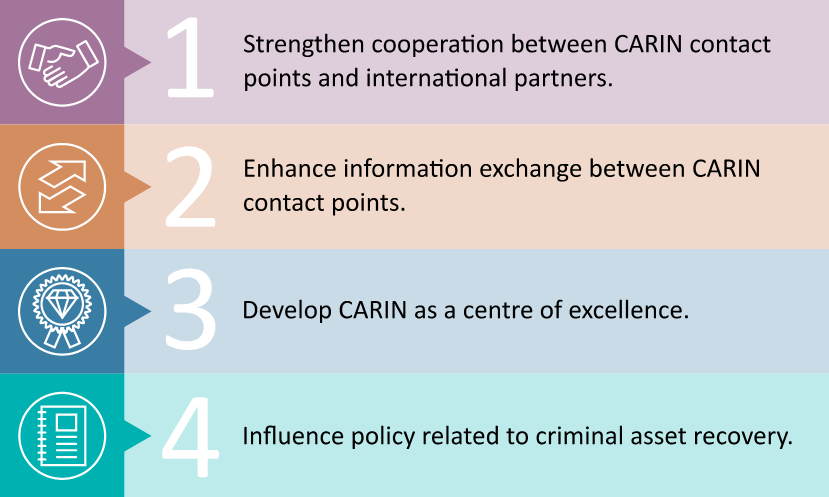 1
Strengthen cooperation between CARIN contact
points and international partners.
2
Enhance information exchange between CARIN
contact points.
3
Develop CARIN as a centre of excellence.
4
Influence policy related to criminal asset recovery.